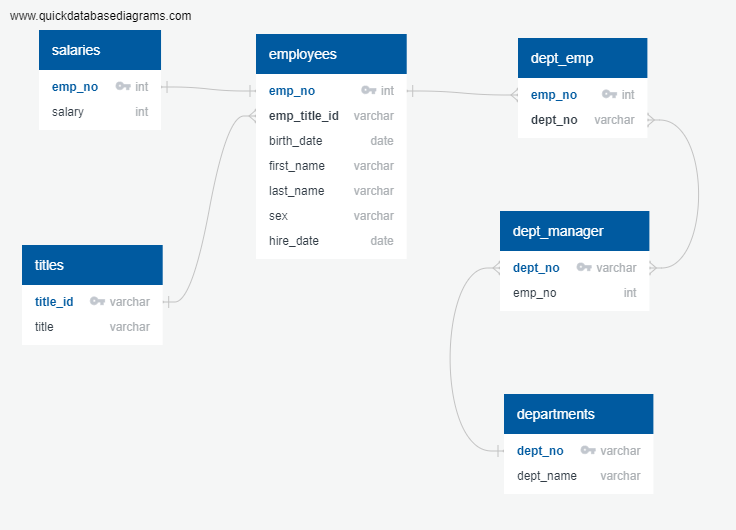 www.quickdatabasediagrams.com
salaries
emp_no int
salary int
employees
emp_no int
emp_title_id varchar
birth_date date
first_name varchar
last_name varchar
sex varchar
hire_date date
dept_emp
emp_no int
dept_no varchar
titles
title_id varchar
title varchar
dept_manager
dept_no varchar
emp_no int
departments
dept_no varchar
dept_name varchar